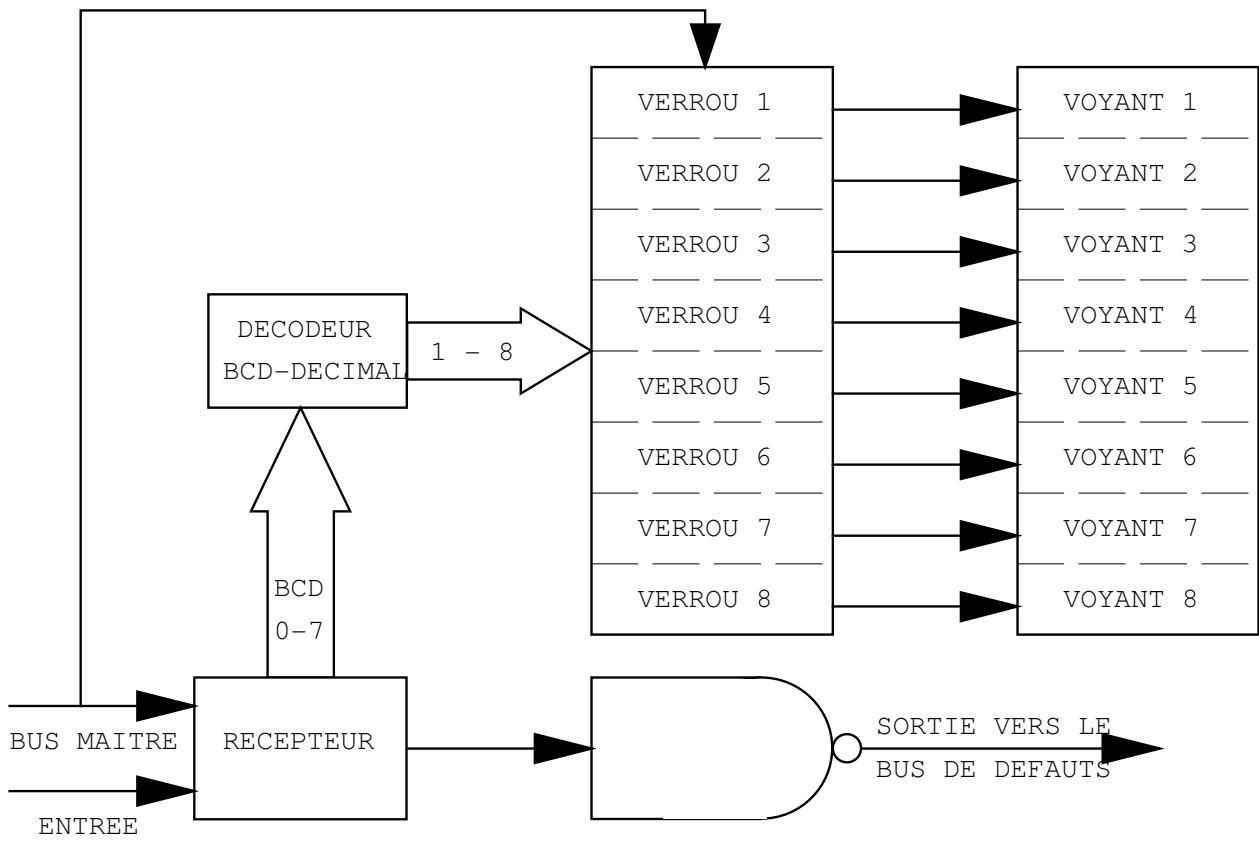 VERROU 1
VOYANT 1
VERROU 2
VOYANT 2
VERROU 3
VOYANT 3
VERROU 4
VOYANT 4
DECODEUR
BCD-DECIMAL
1 - 8
VERROU 5
VOYANT 5
VERROU 6
VOYANT 6
VERROU 7
VOYANT 7
VERROU 8
VOYANT 8
BCD
0-7
BUS MAITRE
RECEPTEUR
SORTIE VERS LE
BUS DE DEFAUTS
ENTREE